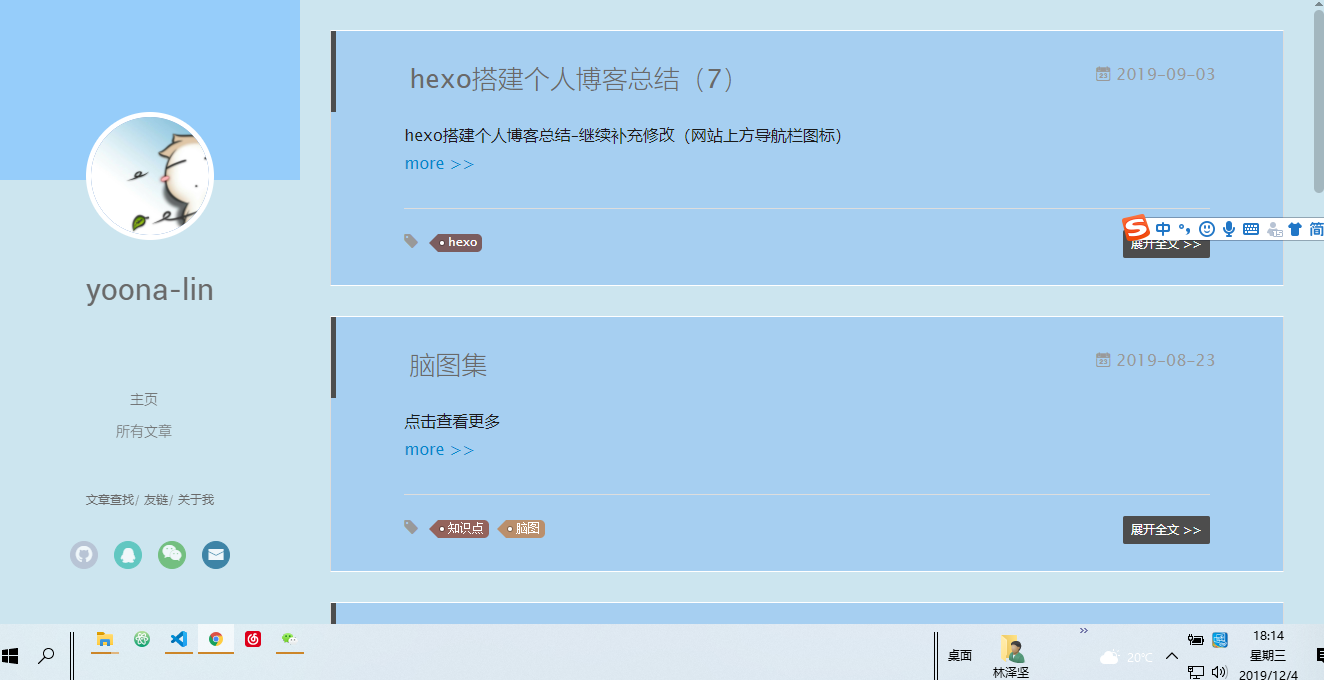 yoona-lin
主页
所有文章
文章查找/ 友链/ 关于我
hexo搭建个人博客总结（7）
2019-09-03
hexo搭建个人博客总结-继续补充修改（网站上方导航栏图标）
more >>
hexo
中 简
展开全文 >>
脑图集
2019-08-23
点击查看更多
more >>
知识点 脑图
展开全文 >>
桌面
林泽坚
»
20°C
18:14
星期三
2019/12/4